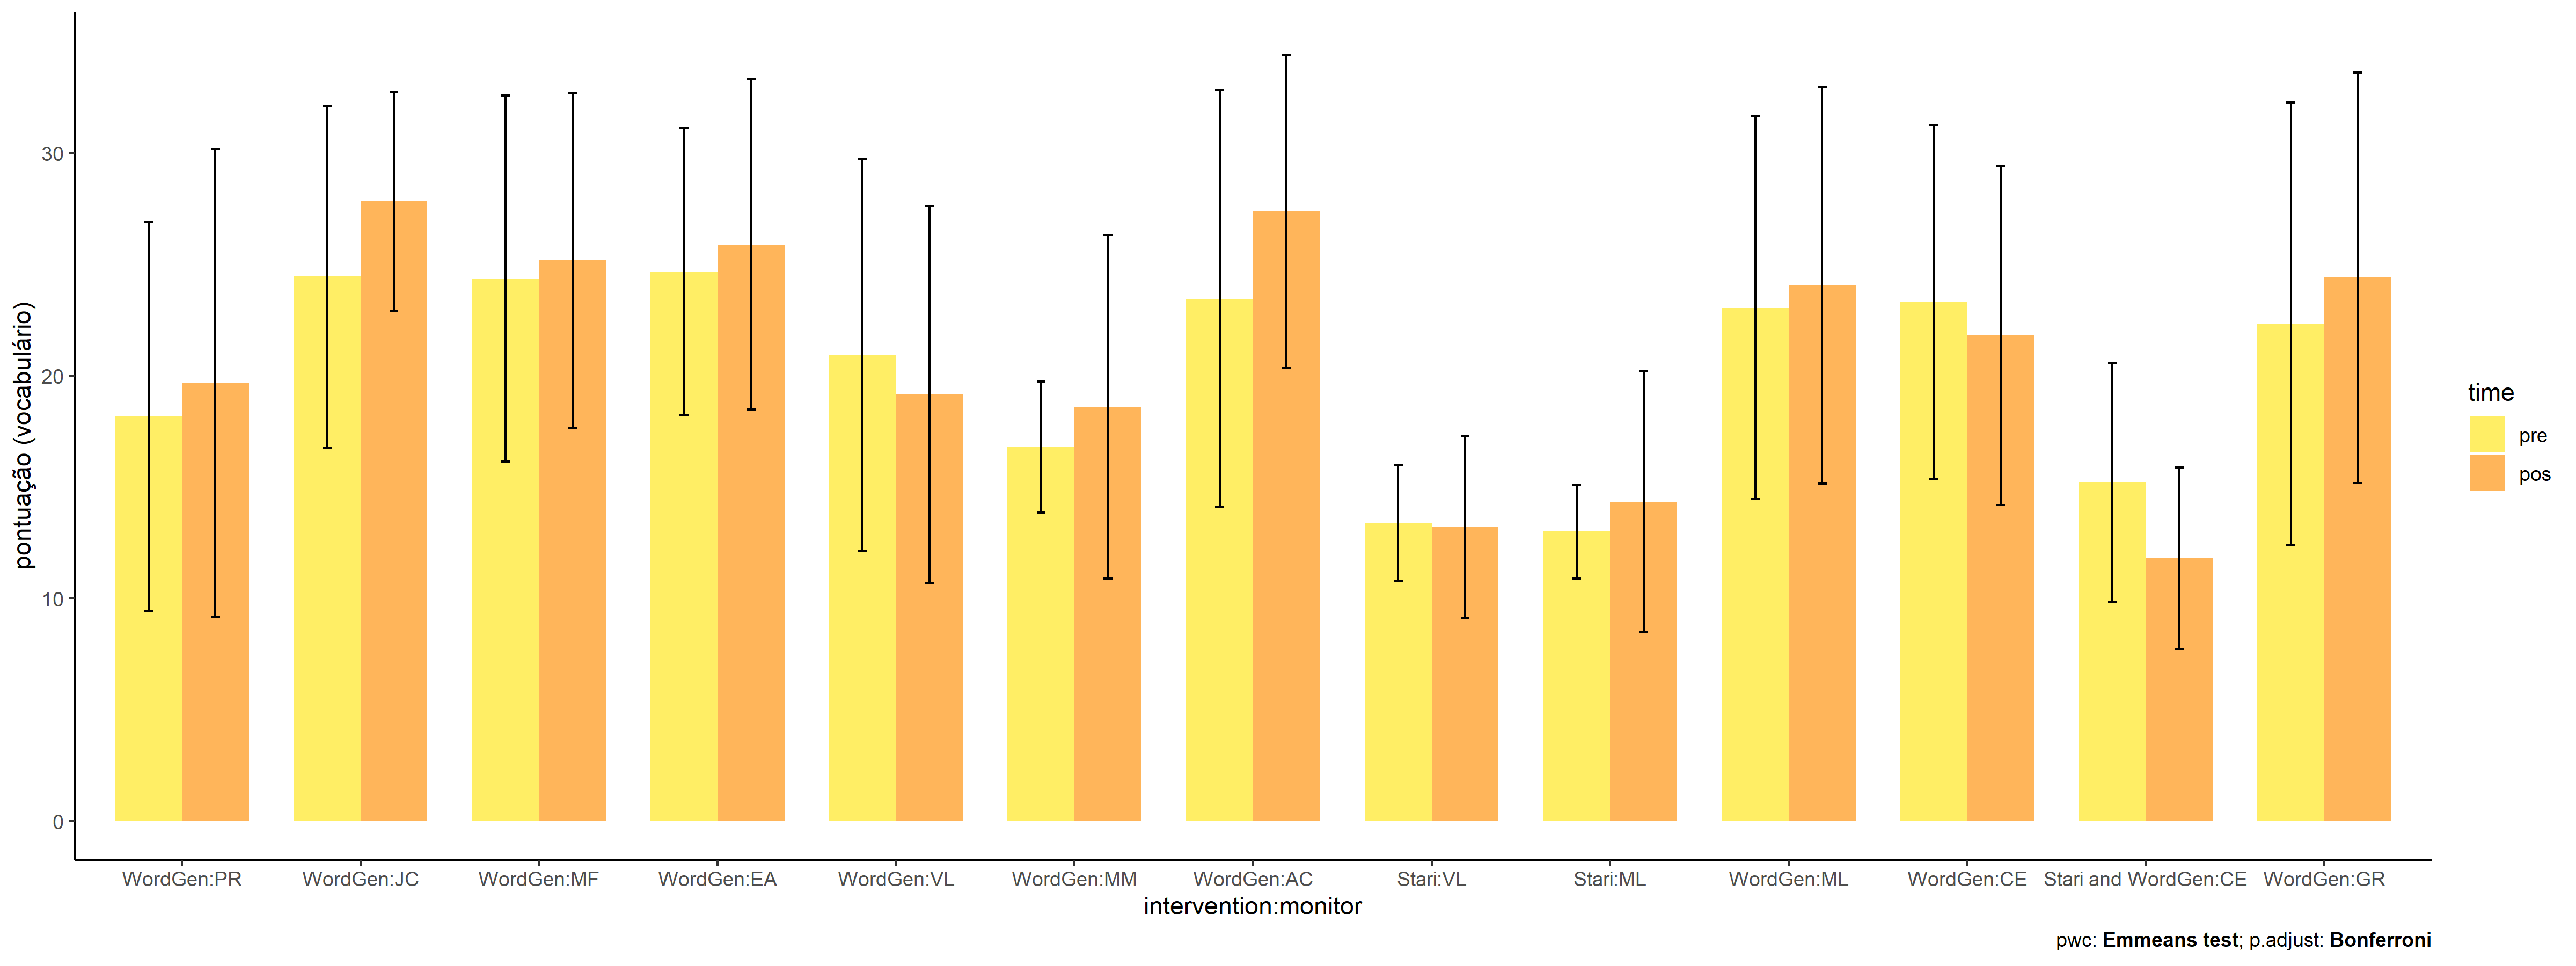 pontuação (vocabulário)
30
20
10
0
WordGen:PR WordGen:JC WordGen:MF WordGen:EA WordGen:VL WordGen:MM WordGen:AC Stari:VL Stari:ML WordGen:ML WordGen:CE Stari and WordGen:CE WordGen:GR
intervention:monitor
time
pre
pos
pwc: Emmeans test; p.adjust: Bonferroni